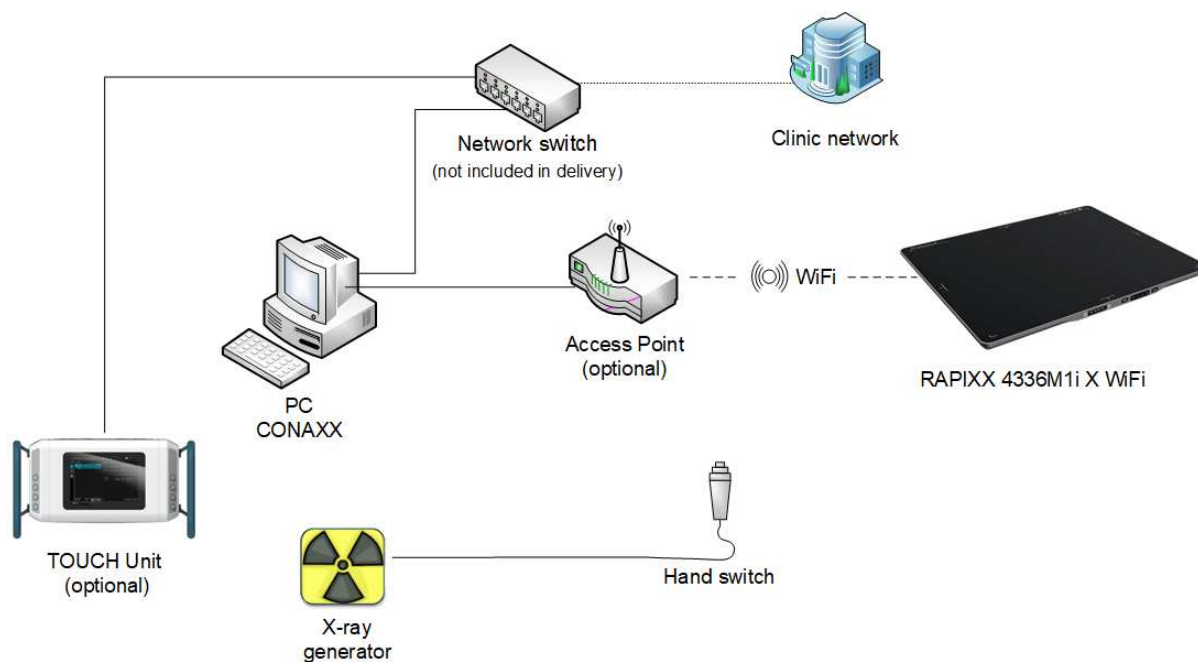 Network switch
(not included in delivery)
Clinic network
WiFi
Access Point
(optional)
RAPIXX 4336M1i X WiFi
PC
CONAXX
TOUCH Unit
(optional)
Hand switch
X-ray
generator